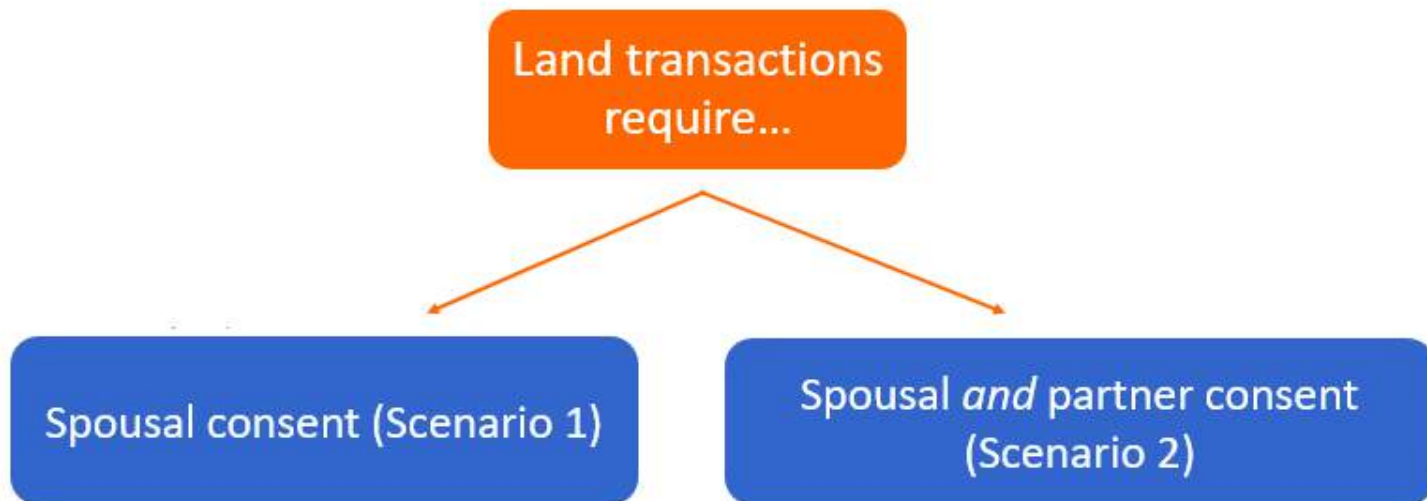 Land transactions
require...
Spousal consent (Scenario 1)
Spousal and partner consent
(Scenario 2)